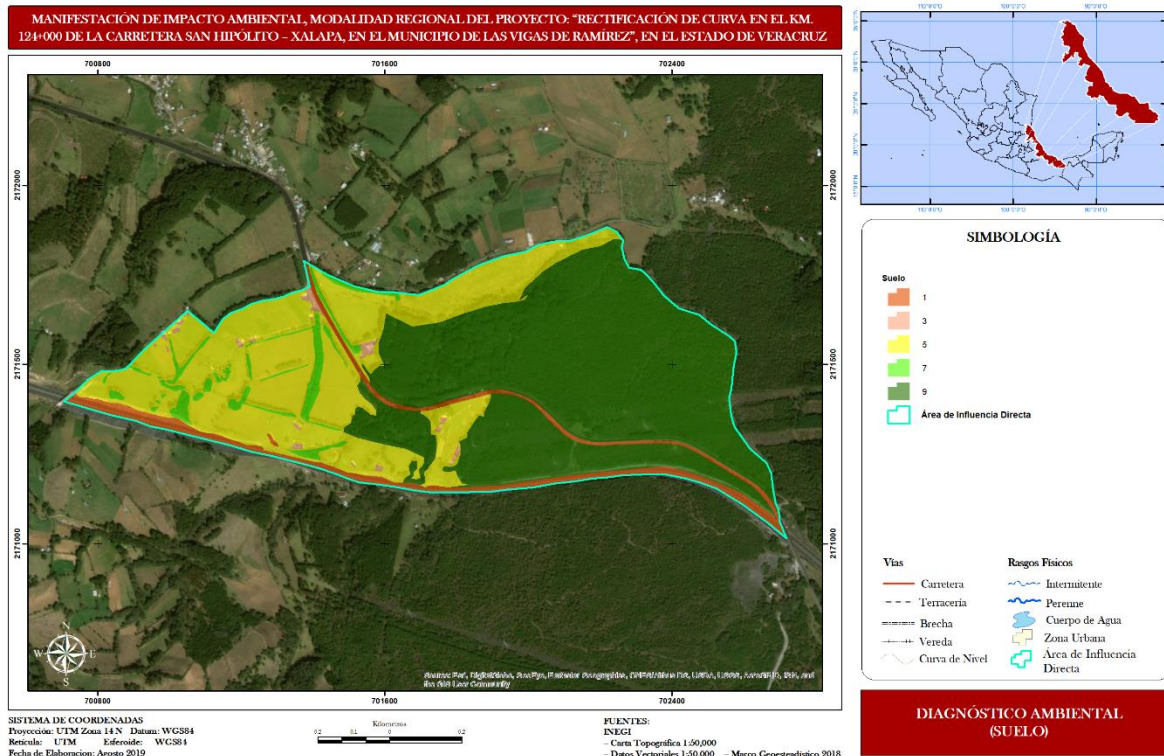 MANIFESTACIÓN DE IMPACTO AMBIENTAL, MODALIDAD REGIONAL DEL PROYECTO: “RECTIFICACIÓN DE CURVA EN EL KM.
124+000 DE LA CARRETERA SAN HIPÓLITO – XALAPA, EN EL MUNICIPIO DE LAS VIGAS DE RAMÍREZ”, EN EL ESTADO DE VERACRUZ
700800 701600 702400
2172000 2172000
2171500 2171500
2171000 2171000
N
W E
S
700800 701600 702400
SIMBOLOGÍA
Suelo
1
3
5
7
9
Área de Influencia Directa
Vías
Carretera
Terracería
Brecha
Vereda
Curva de Nivel
Rasgos Físicos
Intermitente
Perenne
Cuerpo de Agua
Zona Urbana
Área de Influencia
Directa
SISTEMA DE COORDENADAS
Proyección: UTM Zona 14 N Datum: WGS84
Retícula: UTM Esferoide: WGS84
Fecha de Elaboracion: Agosto 2019
Kilometros
0.2 0 0.2
FUENTES:
INEGI
– Carta Topográfica 1:50,000
– Datos Vectoriales 1:50,000 – Marco Geoestadístico 2018
DIAGNÓSTICO AMBIENTAL
(SUELO)